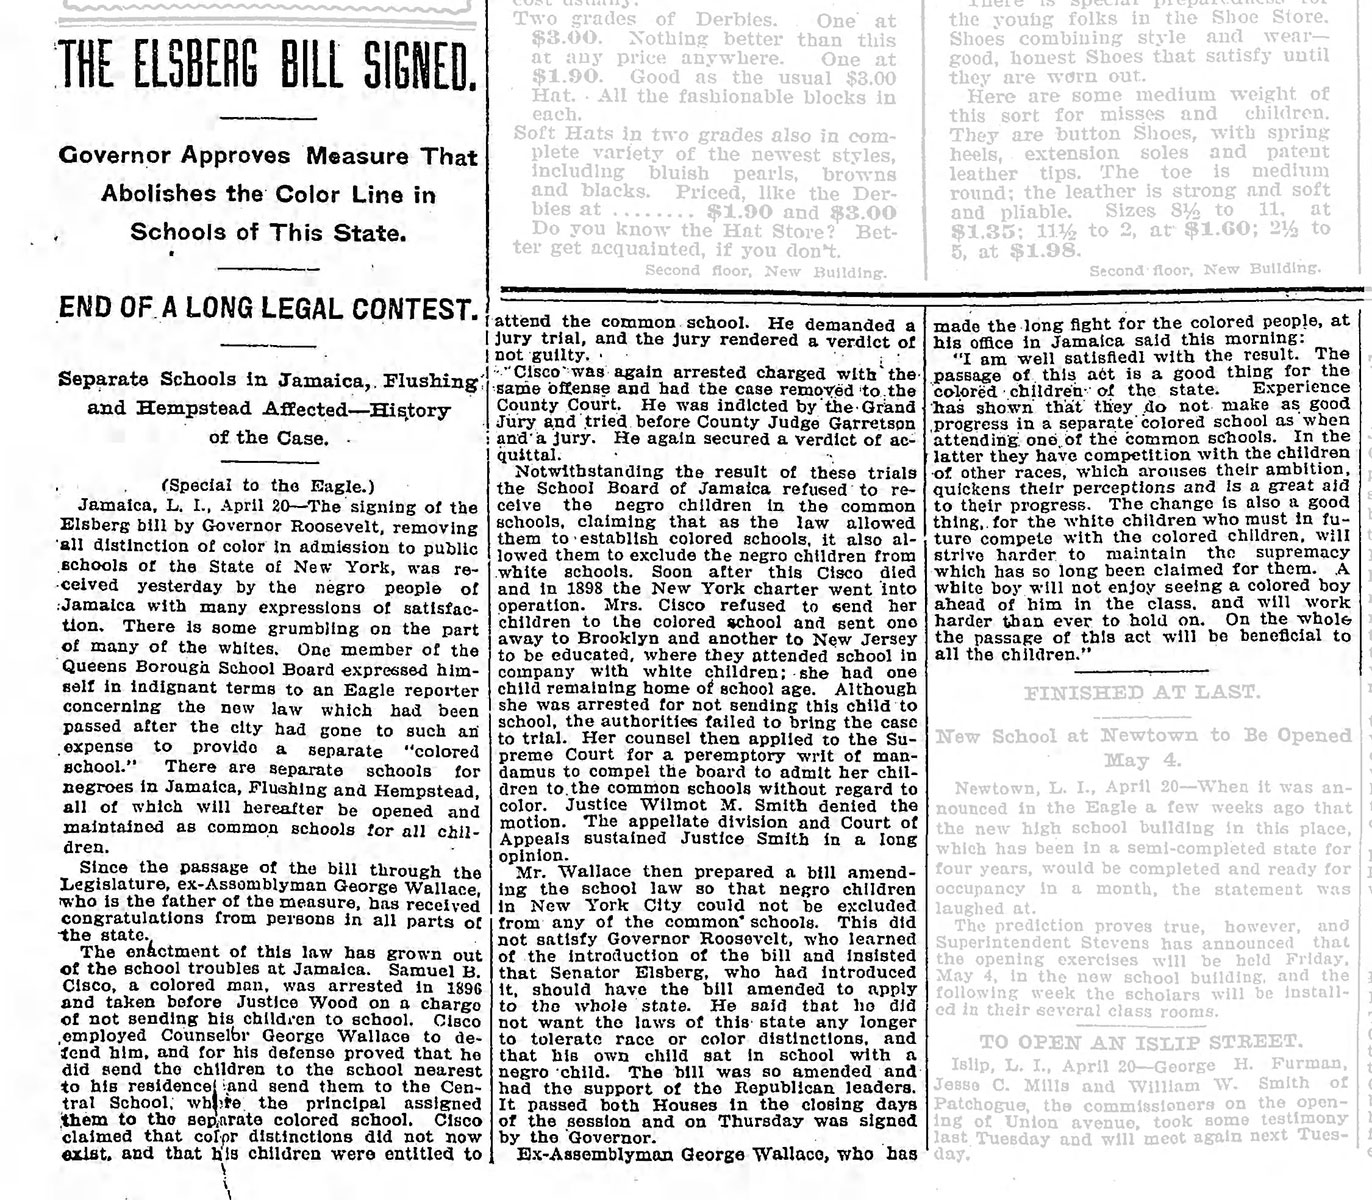 THE ELSBERG BILL SIGNED.
Governor Approves Measure That
Abolishes the Color Line in
Schools of This State.
END OF A LONG LEGAL CONTEST.
Separate Schools in Jamaica, Flushing
and Hempstead Affected—History
of the Case.
(Special to the Eagle.)
Jamaica, L. I., April 20—The signing of the
Elsberg bill by Governor Roosevelt, removing
all distinction of color in admission to public
schools of the State of New York, was re-
ceived yesterday by the negro people of
Jamaica with many expressions of satisfac-
tion. There is some grumbling on the part
of many of the whites. One member of the
Queens Borough School Board expressed him-
self in indignant terms to an Eagle reporter
concerning the new law which had been
passed after the city had gone to such an
expense to provide a separate "colored
school." There are separate schools for
negroes in Jamaica, Flushing and Hempstead,
all of which will hereafter be opened and
maintained as common schools for all chil-
dren.
Since the passage of the bill through the
Legislature, ex-Assemblyman George Wallace,
who is the father of the measure, has received
congratulations from persons in all parts of
the state.
The enactment of this law has grown out
of the school troubles at Jamaica. Samuel B.
Cisco, a colored man, was arrested in 1896
and taken before Justice Wood on a charge
of not sending his children to school. Cisco
employed Counselor George Wallace to de-
fend him, and for his defense proved that he
did send the children to the school nearest
to his residence and send them to the Cen-
tral School, where the principal assigned
them to the separate colored school. Cisco
claimed that color distinctions did not now
exist, and that his children were entitled to
cost usually.
Two grades of Derbies. One at
$3.00. Nothing better than this
at any price anywhere. One at
$1.90. Good as the usual $3.00
Hat. All the fashionable blocks in
each.
Soft Hats in two grades also in com-
plete variety of the newest styles,
including bluish pearls, browns
and blacks. Priced, like the Der-
bies at ........ $1.90 and $3.00
Do you know the Hat Store? Bet-
ter get acquainted, if you don't.
Second floor, New Building.
There is special preparedness for
the young folks in the Shoe Store.
Shoes combining style and wear—
good, honest Shoes that satisfy until
they are worn out.
Here are some medium weight of
this sort for misses and children.
They are button Shoes, with spring
heels, extension soles and patent
leather tips. The toe is medium
round; the leather is strong and soft
and pliable. Sizes 8½ to 11, at
$1.35; 11½ to 2, at $1.60; 2½ to
5, at $1.98.
Second floor, New Building.
attend the common school. He demanded a
jury trial, and the jury rendered a verdict of
not guilty.
"Cisco was again arrested charged with the
same offense and had the case removed to the
County Court. He was indicted by the Grand
Jury and tried before County Judge Garretson
and a jury. He again secured a verdict of ac-
quittal.
Notwithstanding the result of these trials
the School Board of Jamaica refused to re-
ceive the negro children in the common
schools, claiming that as the law allowed
them to establish colored schools, it also al-
lowed them to exclude the negro children from
white schools. Soon after this Cisco died
and in 1898 the New York charter went into
operation. Mrs. Cisco refused to send her
children to the colored school and sent one
away to Brooklyn and another to New Jersey
to be educated, where they attended school in
company with white children; she had one
child remaining home of school age. Although
she was arrested for not sending this child to
school, the authorities failed to bring the case
to trial. Her counsel then applied to the Su-
preme Court for a peremptory writ of man-
damus to compel the board to admit her chil-
dren to the common schools without regard to
color. Justice Wilmot M. Smith denied the
motion. The appellate division and Court of
Appeals sustained Justice Smith in a long
opinion.
Mr. Wallace then prepared a bill amend-
ing the school law so that negro children
in New York City could not be excluded
from any of the common schools. This did
not satisfy Governor Roosevelt, who learned
of the introduction of the bill and insisted
that Senator Elsberg, who had introduced
it, should have the bill amended to apply
to the whole state. He said that he did
not want the laws of this state any longer
to tolerate race or color distinctions, and
that his own child sat in school with a
negro child. The bill was so amended and
had the support of the Republican leaders.
It passed both Houses in the closing days
of the session and on Thursday was signed
by the Governor.
Ex-Assemblyman George Wallace, who has
made the long fight for the colored people, at
his office in Jamaica said this morning:
"I am well satisfiedl with the result. The
passage of this act is a good thing for the
colored children of the state. Experience
has shown that they do not make as good
progress in a separate colored school as when
attending one of the common schools. In the
latter they have competition with the children
of other races, which arouses their ambition,
quickens their perceptions and is a great aid
to their progress. The change is also a good
thing, for the white children who must in fu-
ture compete with the colored children, will
strive harder to maintain the supremacy
which has so long been claimed for them. A
white boy will not enjoy seeing a colored boy
ahead of him in the class, and will work
harder than ever to hold on. On the whole
the passage of this act will be beneficial to
all the children."
FINISHED AT LAST.
New School at Newtown to Be Opened
May 4.
Newtown, L. I., April 20—When it was an-
nounced in the Eagle a few weeks ago that
the new high school building in this place,
which has been in a semi-completed state for
four years, would be completed and ready for
occupancy in a month, the statement was
laughed at.
The prediction proves true, however, and
Superintendent Stevens has announced that
the opening exercises will be held Friday,
May 4, in the new school building, and the
following week the scholars will be install-
ed in their several class rooms.
TO OPEN AN ISLIP STREET.
Islip, L. I., April 20—George H. Furman,
Jesse C. Mills and William W. Smith of
Patchogue, the commissioners on the open-
ing of Union avenue, took some testimony
last Tuesday and will meet again next Tues-
day.